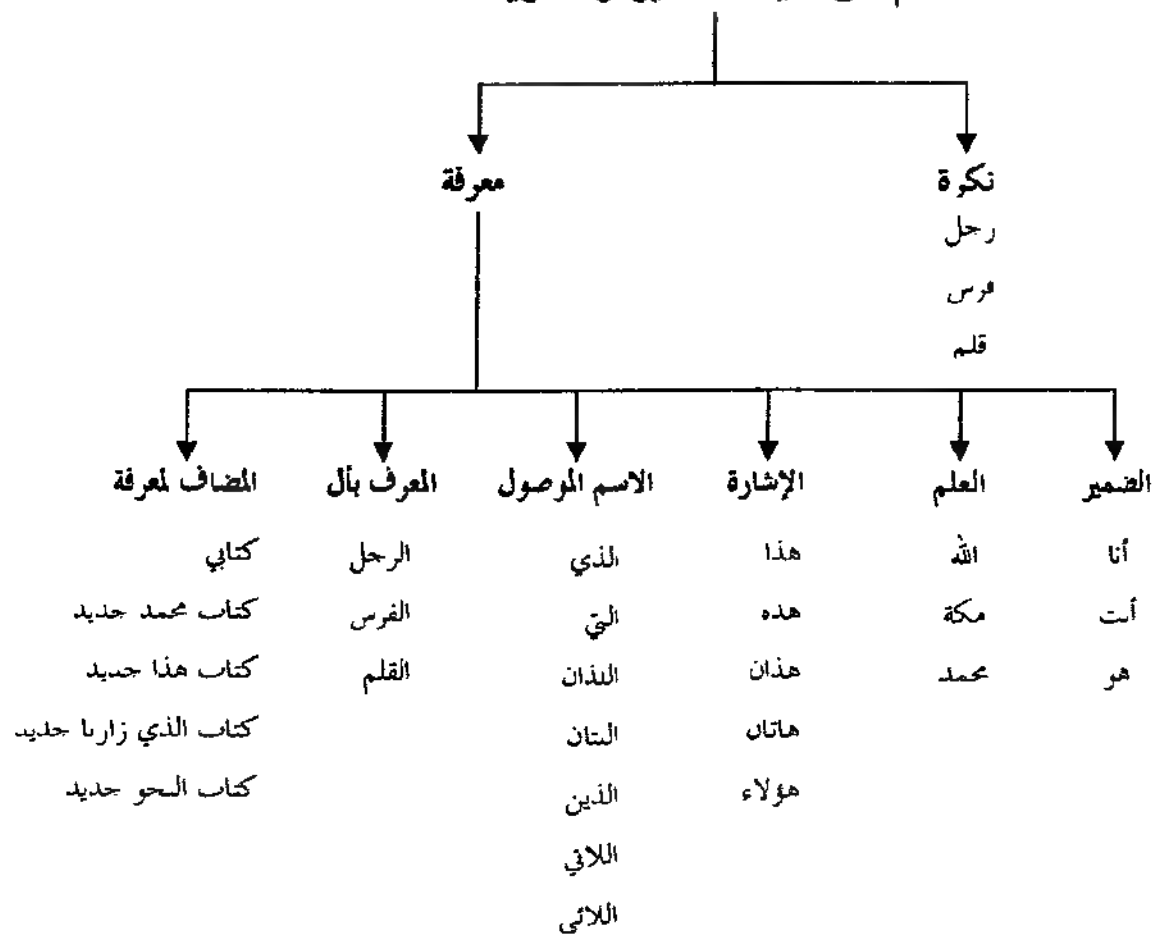 نكرة
معرفة
رجل
فرس
قلم
الضمير
العلم
الإشارة
الاسم الموصول
المعرف بأل
المضاف لمعرفة
أنا
الله
هذا
الذي
الرجل
كتابي
أنت
مكة
هذه
التي
الفرس
كتاب محمد جديد
هو
محمد
هذان
اللذان
القلم
كتاب هذا جديد
هاتان
اللتان
كتاب الذي زارنا جديد
هؤلاء
الذين
كتاب النحو جديد
اللاتي
اللائي